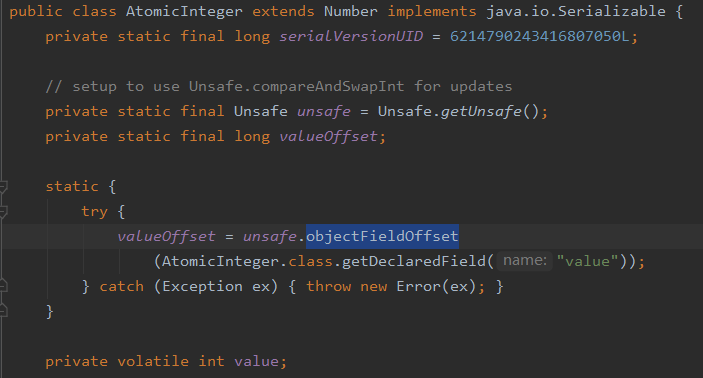 public class AtomicInteger extends Number implements java.io.Serializable {
private static final long serialVersionUID = 6214790243416807050L;
// setup to use Unsafe.compareAndSwapInt for updates
private static final Unsafe unsafe = Unsafe.getUnsafe();
private static final long valueOffset;
static {
try {
valueOffset = unsafe.objectFieldOffset
(AtomicInteger.class.getDeclaredField( name: "value"));
} catch (Exception ex) { throw new Error(ex); }
}
private volatile int value;